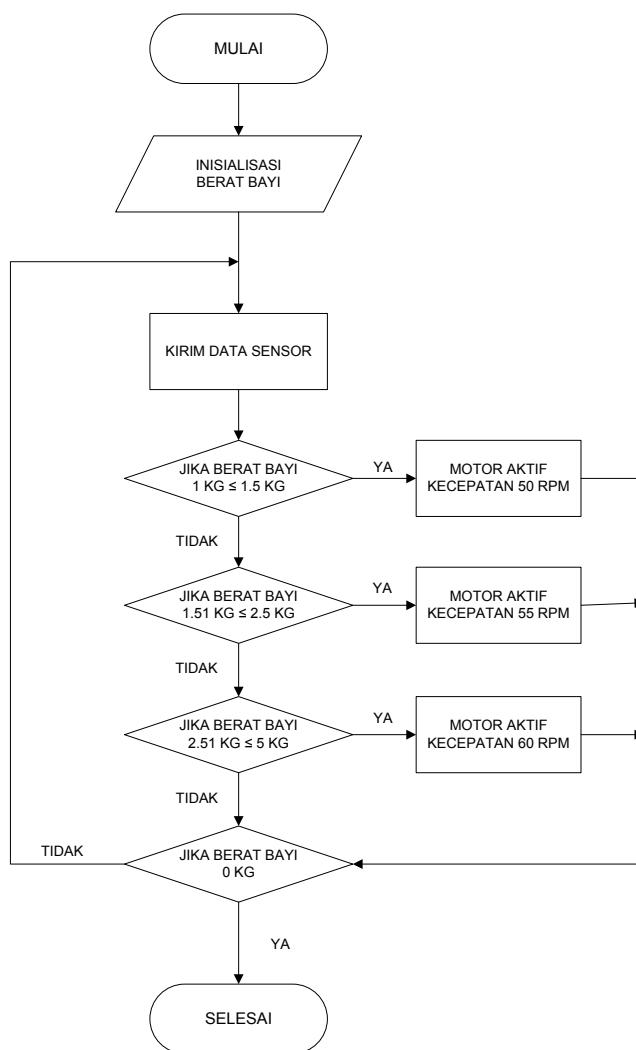 MULAI
INISIALISASI
BERAT BAYI
KIRIM DATA SENSOR
JIKA BERAT BAYI
1 KG ≤ 1.5 KG
YA
MOTOR AKTIF
KECEPATAN 50 RPM
TIDAK
JIKA BERAT BAYI
1.51 KG ≤ 2.5 KG
YA
MOTOR AKTIF
KECEPATAN 55 RPM
TIDAK
JIKA BERAT BAYI
2.51 KG ≤ 5 KG
YA
MOTOR AKTIF
KECEPATAN 60 RPM
TIDAK
JIKA BERAT BAYI
0 KG
TIDAK
YA
SELESAI